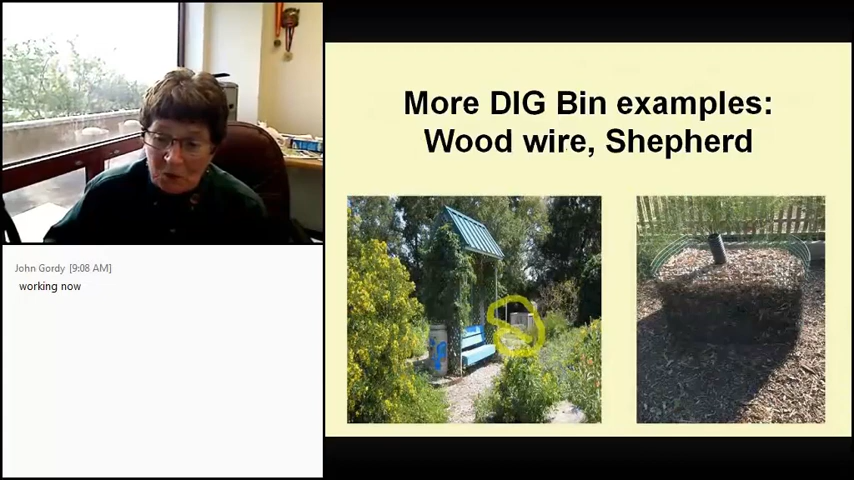 More DIG Bin examples:
Wood wire, Shepherd
John Gordy [9:08 AM]
working now